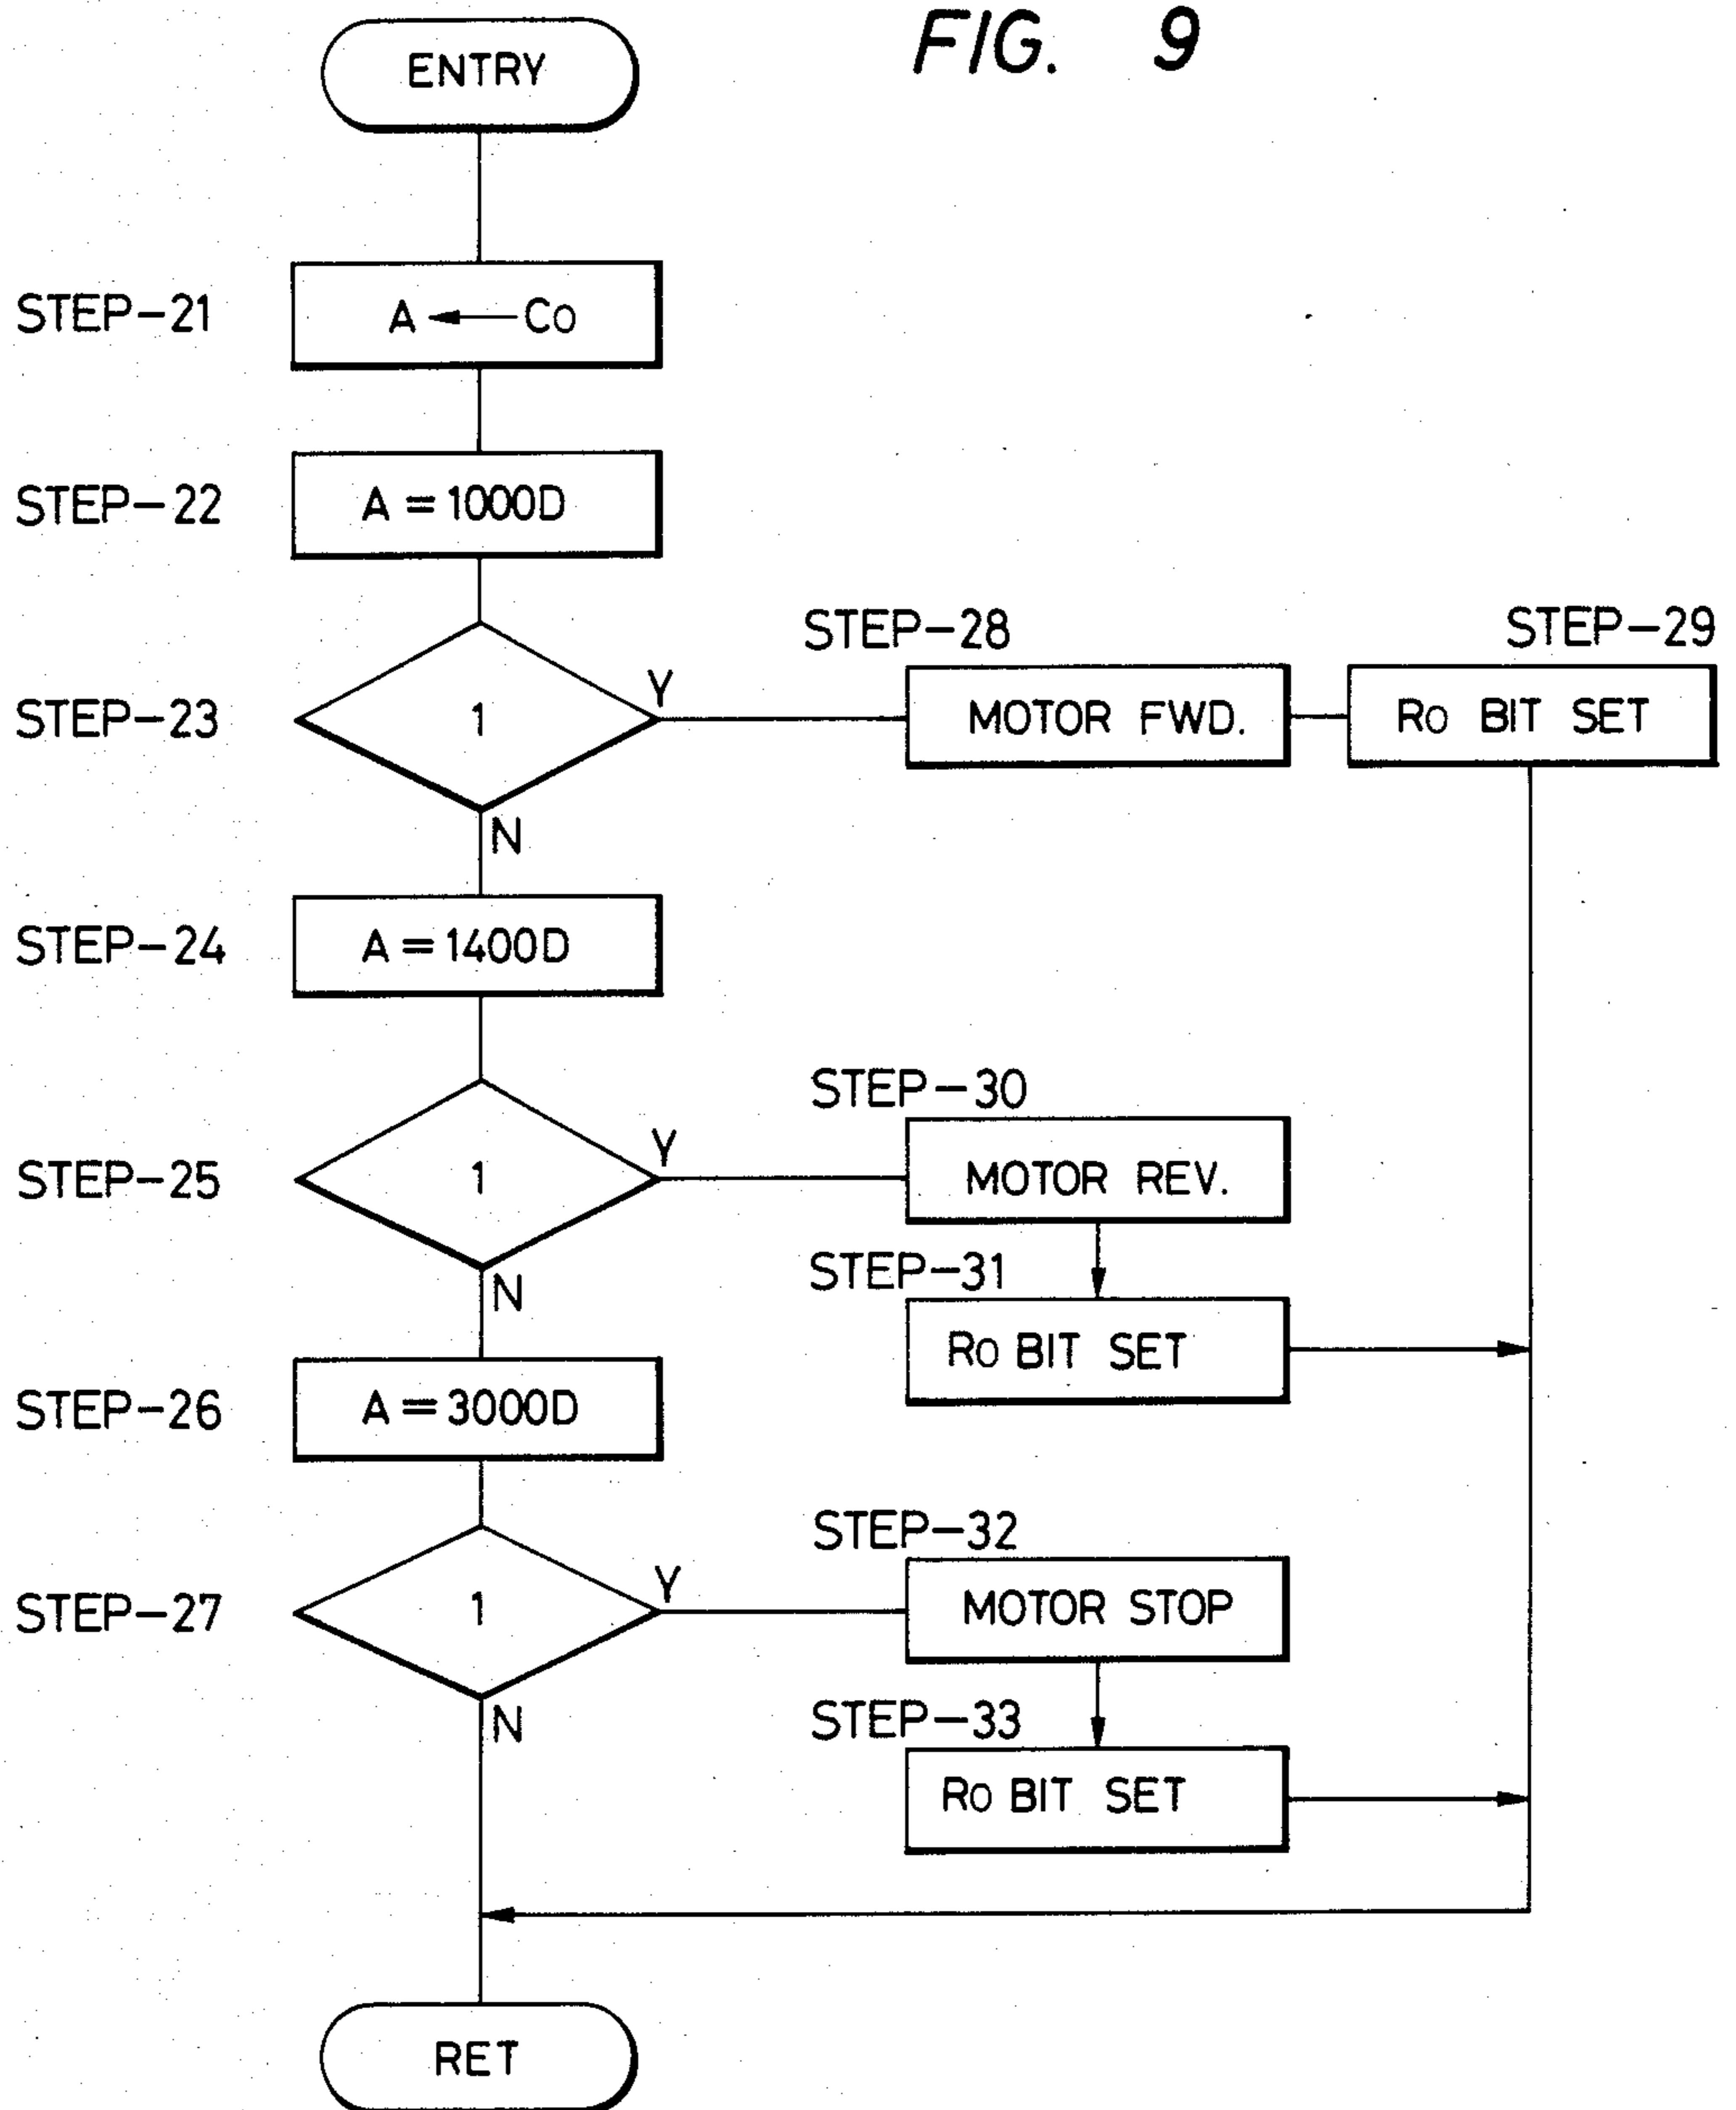 FIG. 9
ENTRY
STEP-21
A ← Co
STEP-22
A = 1000D
STEP-28
STEP-29
STEP-23
1
Y
MOTOR FWD.
Ro BIT SET
N
STEP-24
A = 1400D
STEP-30
STEP-25
1
Y
MOTOR REV.
N
STEP-31
Ro BIT SET
STEP-26
A = 3000D
STEP-32
STEP-27
1
Y
MOTOR STOP
N
STEP-33
Ro BIT SET
RET